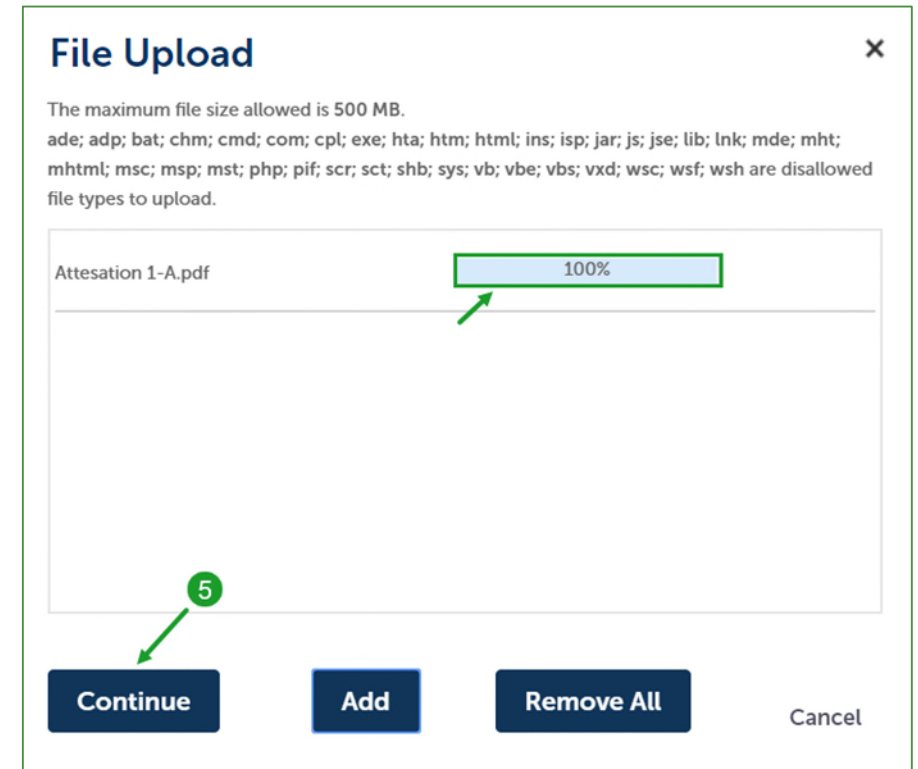 File Upload
×
The maximum file size allowed is 500 MB.
ade; adp; bat; chm; cmd; com; cpl; exe; hta; htm; html; ins; isp; jar; js; jse; lib; lnk; mde; mht;
mhtml; msc; msp; mst; php; pif; scr; sct; shb; sys; vb; vbe; vbs; vxd; wsc; wsf; wsh are disallowed
file types to upload.
Attesation 1-A.pdf 100%
5
Continue Add Remove All Cancel